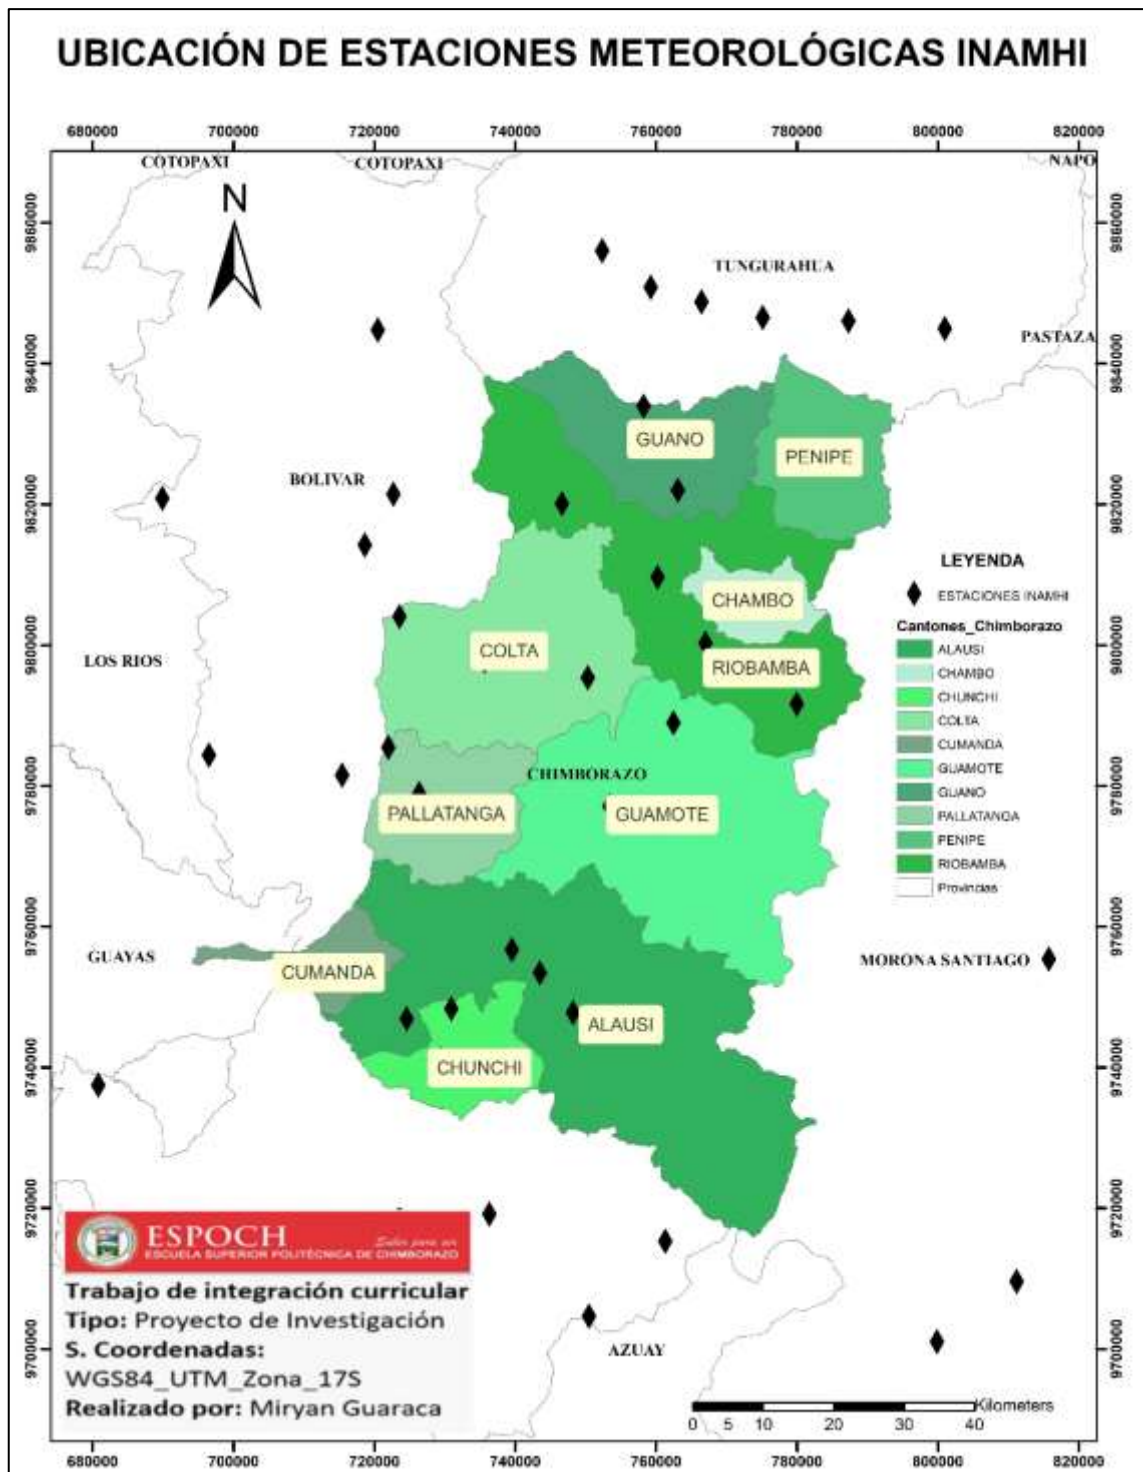 UBICACIÓN DE ESTACIONES METEOROLÓGICAS INAMHI
680000 700000 720000 740000 760000 780000 800000 820000
COTOPAXI COTOPAXI NAPO
N
9860000 9860000
TUNGURAHUA
PASTAZA
9840000 9840000
GUANO
PENIPE
BOLIVAR
9820000 9820000
LEYENDA
ESTACIONES INAMHI
Cantones_Chimborazo
ALAUSI
CHAMBO
CHUNCHI
COLTA
CUMANDA
GUAMOTE
GUANO
PALLATANGA
PENIPE
RIOBAMBA
Provincias
CHAMBO
COLTA
LOS RIOS
RIOBAMBA
9800000 9800000
CHIMBORAZO
9780000 9780000
PALLATANGA
GUAMOTE
9760000 9760000
GUAYAS
CUMANDA
MORONA SANTIAGO
ALAUSI
CHUNCHI
9740000 9740000
9720000 9720000
ESPOCH
Saber para ser
ESCUELA SUPERIOR POLITÉCNICA DE CHIMBORAZO
Trabajo de integración curricular
Tipo: Proyecto de Investigación
S. Coordenadas:
WGS84_UTM_Zona_17S
Realizado por: Miryan Guaraca
9700000 9700000
AZUAY
Kilometers
0 5 10 20 30 40
680000 700000 720000 740000 760000 780000 800000 820000